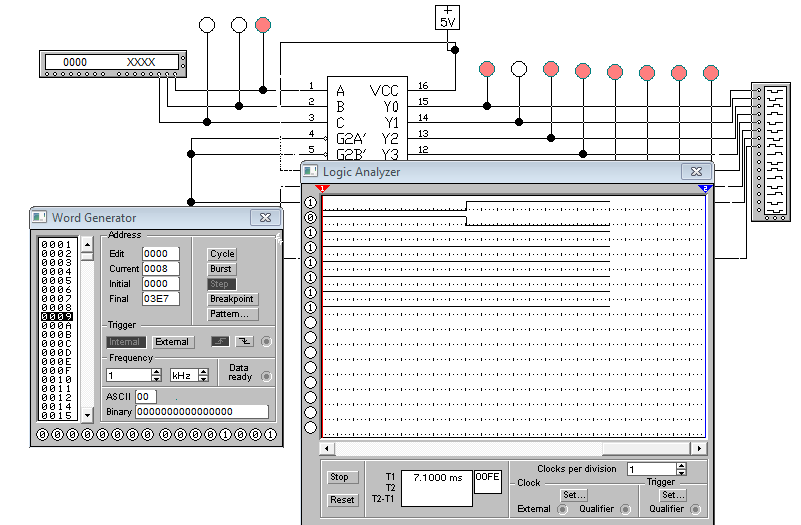 +
5V
0000 XXXX
1 A VCC 16
2 B Y0 15
3 C Y1 14
4 G2A' Y2 13
5 G2B' Y3 12
Logic Analyzer
1
0
1
1
1
1
1
1
T1
T2
T2-T1
7.1000 ms
00FE
Stop
Reset
Clocks per division 1
Clock
Set...
External
Qualifier
Trigger
Set...
Qualifier
Word Generator
0001
0002
0003
0004
0005
0006
0007
0008
0009
000A
000B
000C
000D
000E
000F
0010
0011
0012
0014
0015
Address
Edit 0000
Current 0008
Initial 0000
Final 03E7
Cycle
Burst
Step
Breakpoint
Pattern...
Trigger
Internal External
Frequency
1 kHz
Data
ready
ASCII 00
Binary 0000000000000000
0 0 0 0 0 0 0 0 0 0 0 0 1 0 0 1